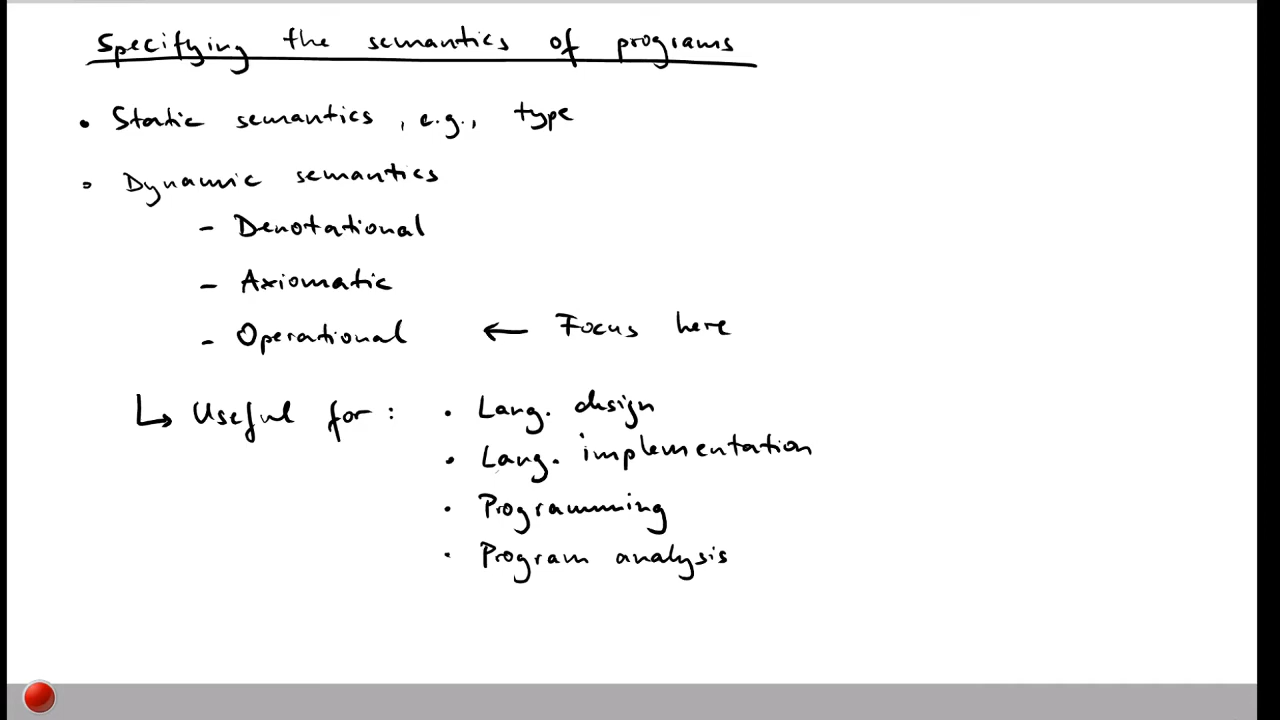 Specifying the semantics of programs
• Static semantics, e.g., type
• Dynamic semantics
- Denotational
- Axiomatic
- Operational ← Focus here
↳ Useful for: • Lang. design
• Lang. implementation
• Programming
• Program analysis